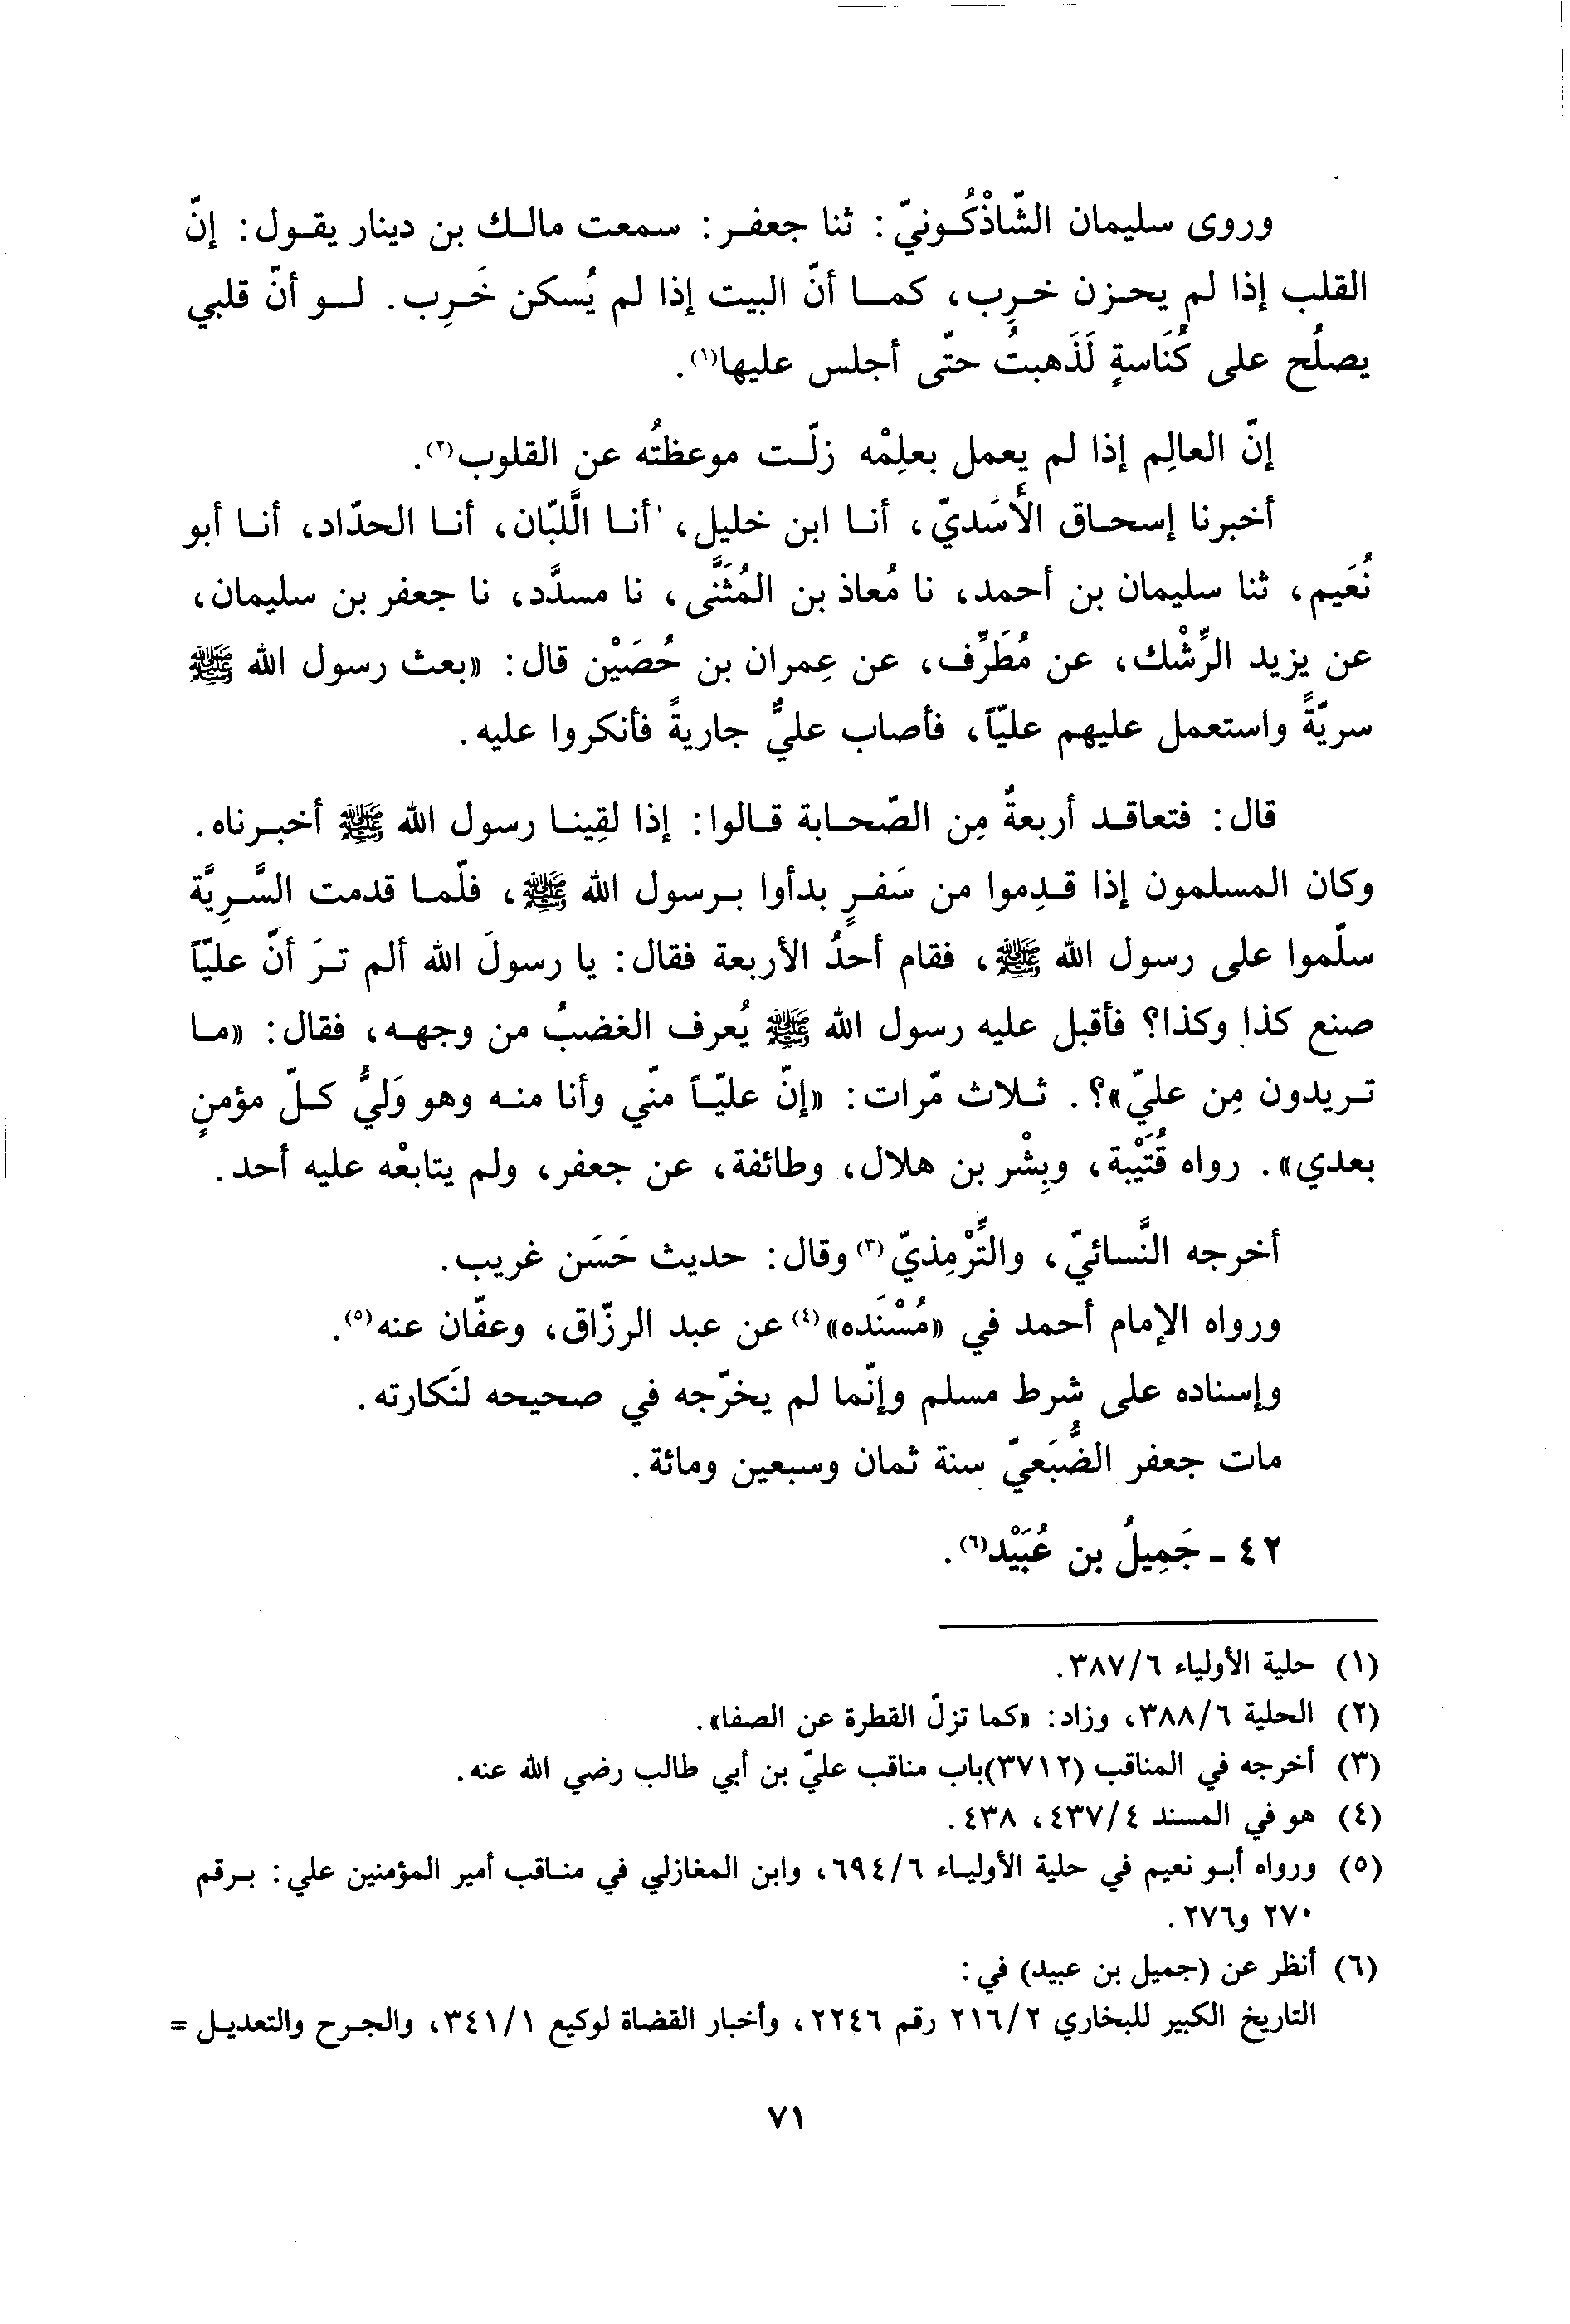 وروى سليمان الشّاذْكُونيّ: ثنا جعفر: سمعت مالك بن دينار يقول: إنّ
القلب إذا لم يحزن خرِب، كما أنّ البيت إذا لم يُسكن خَرِب. لو أنّ قلبي
يصلُح على كُنَاسةٍ لَذَهبتُ حتّى أجلس عليها(١).
إنّ العالِم إذا لم يعمل بعلِمْه زلّت موعظتُه عن القلوب(٢).
أخبرنا إسحاق الأَسَديّ، أنا ابن خليل، أنا اللَّبّان، أنا الحدّاد، أنا أبو
نُعَيم، ثنا سليمان بن أحمد، نا مُعاذ بن المُثَنَّى، نا مسدَّد، نا جعفر بن سليمان،
عن يزيد الرِّشْك، عن مُطَرِّف، عن عِمران بن حُصَيْن قال: «بعث رسول الله ﷺ
سريّةً واستعمل عليهم عليّاً، فأصاب عليٌّ جاريةً فأنكروا عليه.
قال: فتعاقد أربعةٌ مِن الصّحابة قالوا: إذا لقِينا رسول الله ﷺ أخبرناه.
وكان المسلمون إذا قدِموا من سَفرٍ بدأوا برسول الله ﷺ، فلّما قدمت السَّرِيَّة
سلّموا على رسول الله ﷺ، فقام أحدُ الأربعة فقال: يا رسولَ الله ألم ترَ أنّ عليّاً
صنع كذا وكذا؟ فأقبل عليه رسول الله ﷺ يُعرف الغضبُ من وجهه، فقال: «ما
تريدون مِن عليّ»؟. ثلاث مّرات: «إنّ عليّاً منّي وأنا منه وهو وَليُّ كلّ مؤمنٍ
بعدي». رواه قُتَيْبة، وبِشْر بن هلال، وطائفة، عن جعفر، ولم يتابعْه عليه أحد.
أخرجه النَّسائيّ، والتِّرْمِذيّ(٣) وقال: حديث حَسَن غريب.
ورواه الإمام أحمد في «مُسْنَده»(٤) عن عبد الرزّاق، وعفّان عنه(٥).
وإسناده على شرط مسلم وإنّما لم يخرّجه في صحيحه لنَكارته.
مات جعفر الضُّبَعيّ سنة ثمان وسبعين ومائة.
٤٢ - جَمِيلُ بن عُبَيْد(٦).
(١) حلية الأولياء ٦/ ٣٨٧.
(٢) الحلية ٦/ ٣٨٨، وزاد: «كما تزلّ القطرة عن الصفا».
(٣) أخرجه في المناقب (٣٧١٢) باب مناقب عليّ بن أبي طالب رضي الله عنه.
(٤) هو في المسند ٤/ ٤٣٧، ٤٣٨.
(٥) ورواه أبو نعيم في حلية الأولياء ٦/ ٦٩٤، وابن المغازلي في مناقب أمير المؤمنين علي: برقم
٢٧٠ و٢٧٦.
(٦) أنظر عن (جميل بن عبيد) في:
التاريخ الكبير للبخاري ٢/ ٢١٦ رقم ٢٢٤٦، وأخبار القضاة لوكيع ١/ ٣٤١، والجرح والتعديل =
٧١